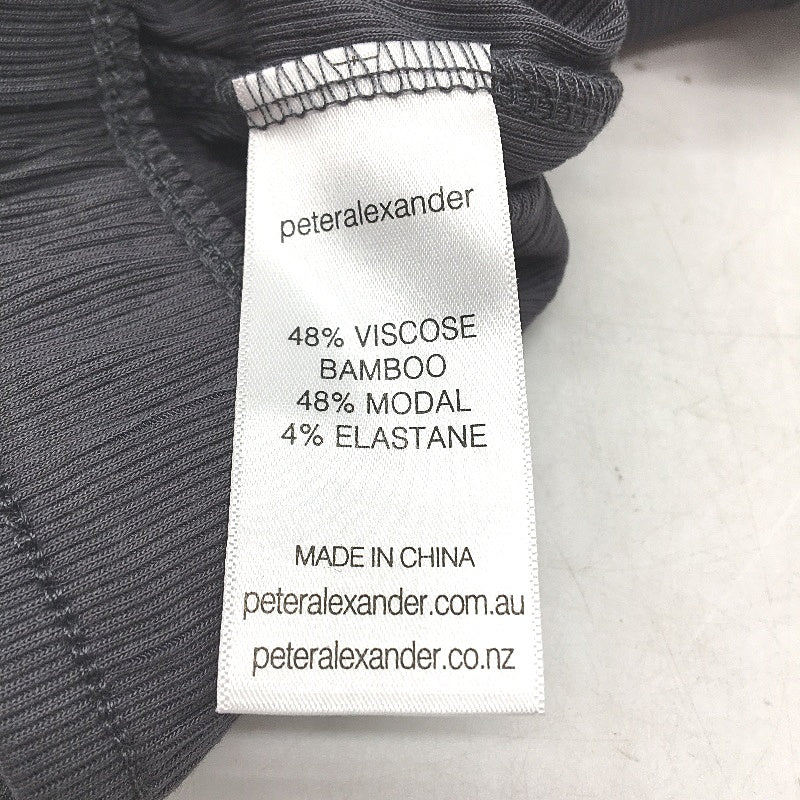 peteralexander
48% VISCOSE
BAMBOO
48% MODAL
4% ELASTANE
MADE IN CHINA
peteralexander.com.au
peteralexander.co.nz